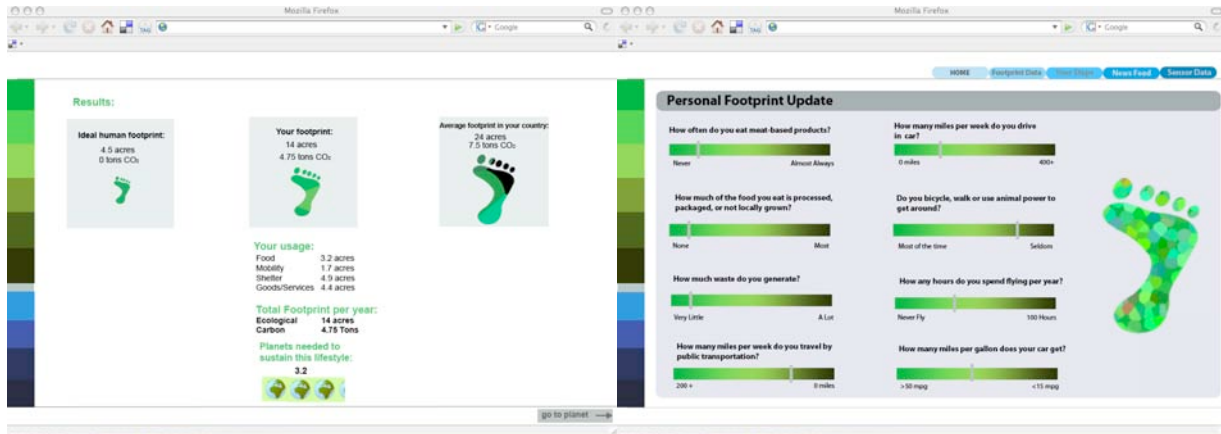 Mozilla Firefox
Google
Results:
Ideal human footprint:
4.5 acres
0 tons CO₂
Your footprint:
14 acres
4.75 tons CO₂
Average footprint in your country:
24 acres
7.5 tons CO₂
Your usage:
Food 3.2 acres
Mobility 1.7 acres
Shelter 4.9 acres
Goods/Services 4.4 acres
Total Footprint per year:
Ecological 14 acres
Carbon 4.75 Tons
Planets needed to
sustain this lifestyle:
3.2
go to planet
Mozilla Firefox
Google
HOME Footprint Data News Feed Sensor Data
Personal Footprint Update
How often do you eat meat-based products?
Never Almost Always
How much of the food you eat is processed,
packaged, or not locally grown?
None Most
How much waste do you generate?
Very Little A Lot
How many miles per week do you travel by
public transportation?
200 + 0 miles
How many miles per week do you drive
in car?
0 miles 400+
Do you bicycle, walk or use animal power to
get around?
Most of the time Seldom
How any hours do you spend flying per year?
Never Fly 100 Hours
How many miles per gallon does your car get?
>50 mpg <15 mpg